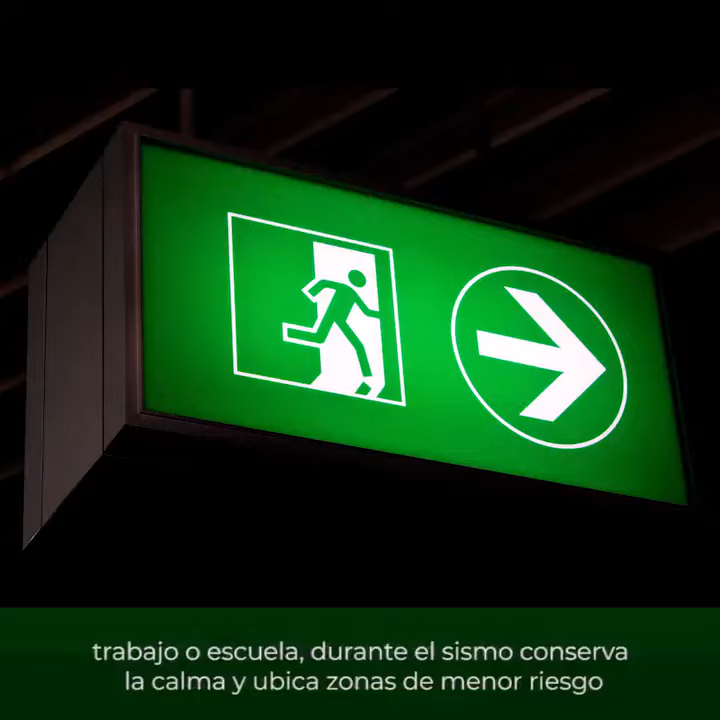 trabajo o escuela, durante el sismo conserva
la calma y ubica zonas de menor riesgo